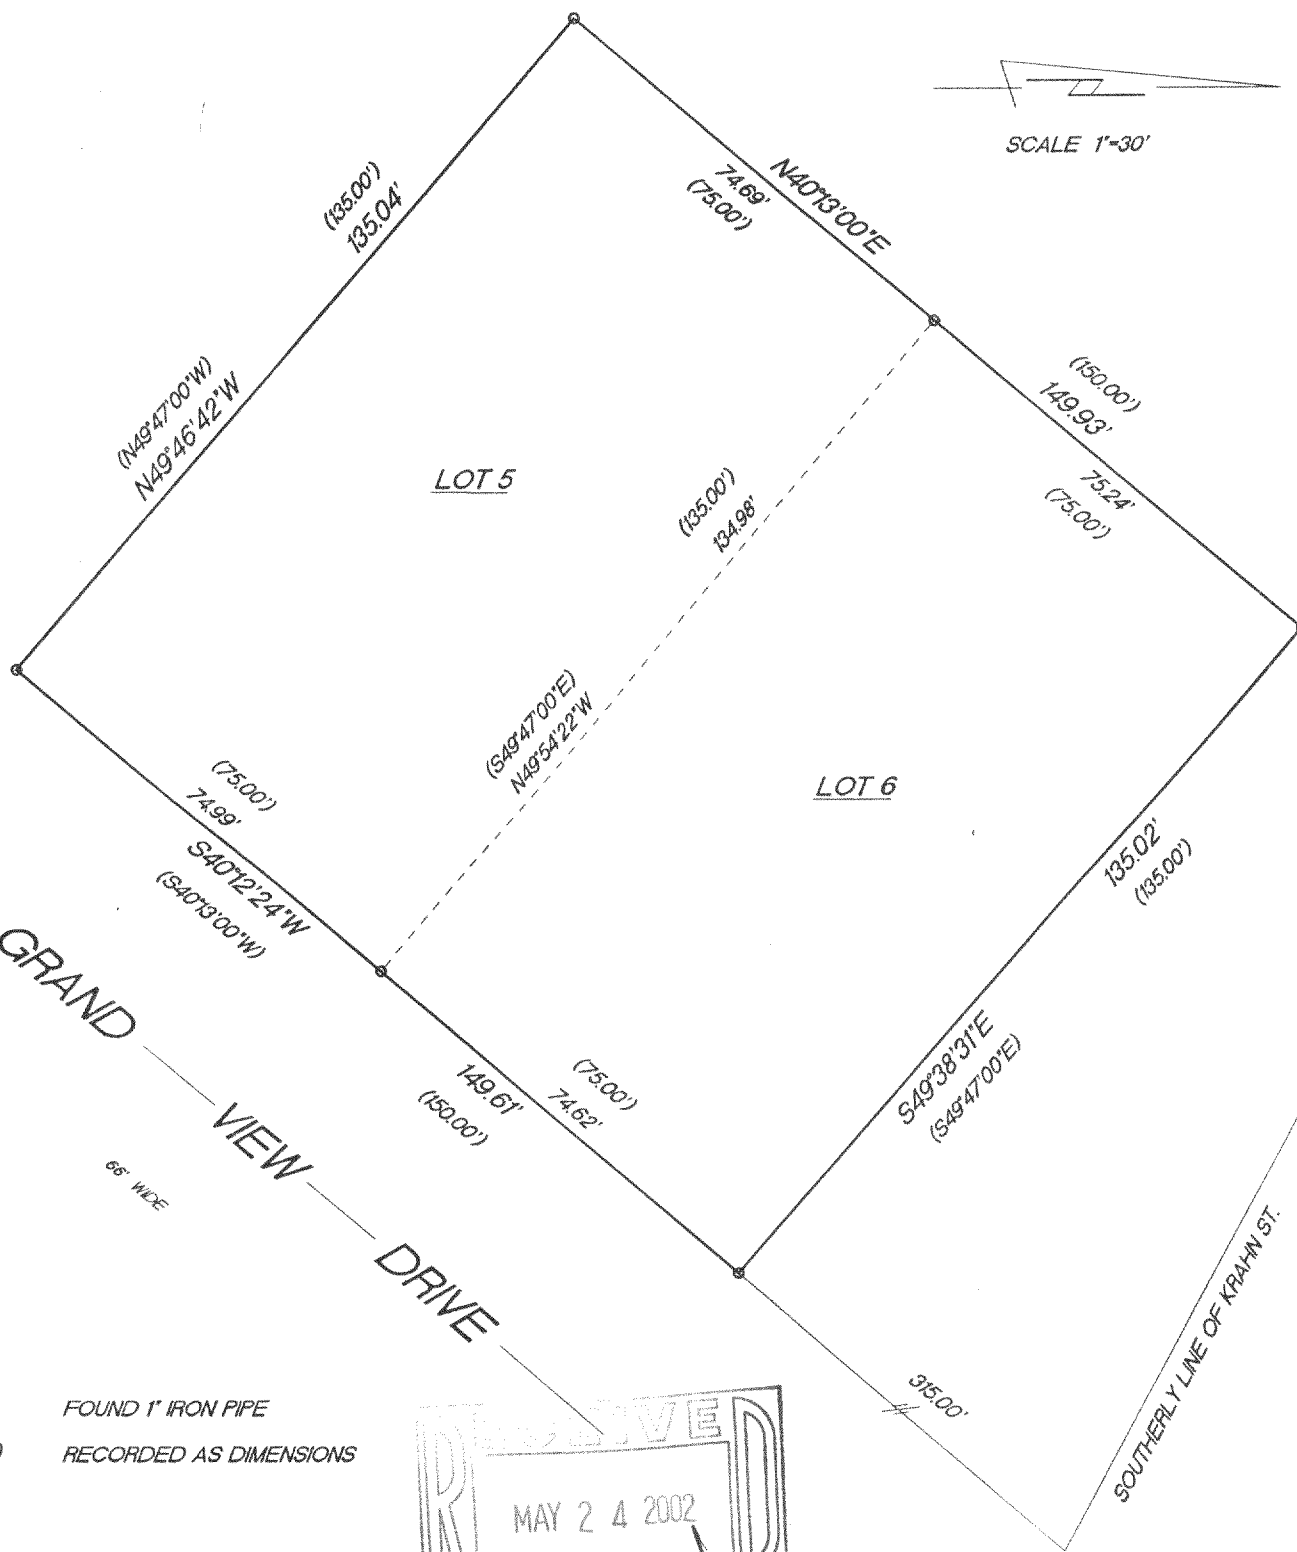 SCALE 1"=30'
N40°13'00"E
74.69'
(75.00')
(135.00')
135.04'
(150.00')
149.93'
75.24'
(75.00')
(N49°47'00"W)
N49°46'42"W
LOT 5
(135.00')
134.98'
(S49°47'00"E)
N49°54'22"W
LOT 6
(75.00')
74.99'
S40°12'24"W
(S40°13'00"W)
135.02'
(135.00')
S49°38'31"E
(S49°47'00"E)
149.61'
(150.00')
(75.00')
74.62'
GRAND VIEW DRIVE
66' WIDE
315.00'
SOUTHERLY LINE OF KRAHN ST.
FOUND 1" IRON PIPE
) RECORDED AS DIMENSIONS
RECEIVED
MAY 24 2002